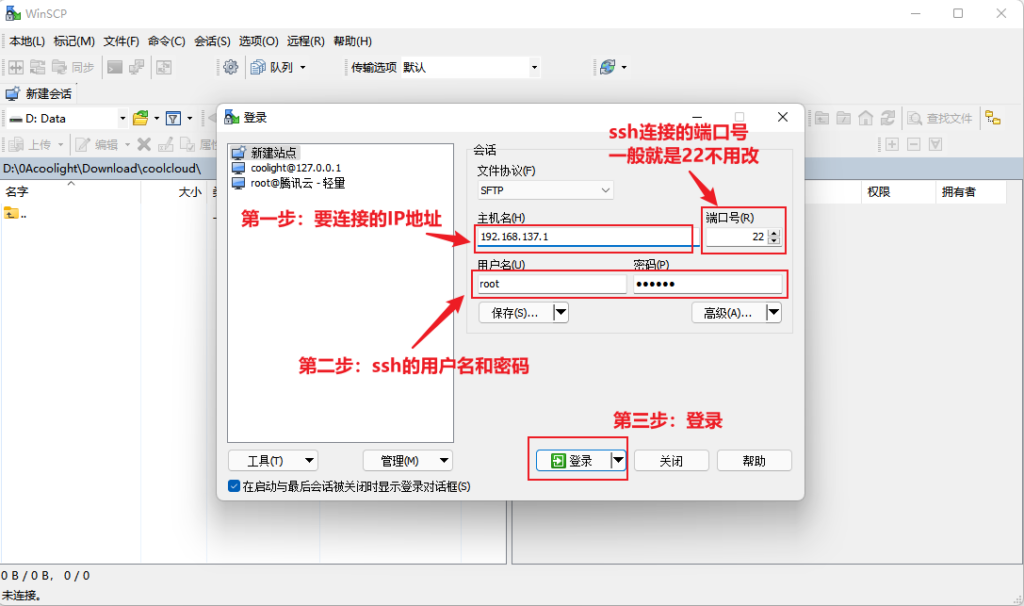 WinSCP
本地(L) 标记(M) 文件(F) 命令(C) 会话(S) 选项(O) 远程(R) 帮助(H)
同步 队列 传输选项 默认
新建会话
D: Data
查找文件
上传 编辑
D:\0Acoolight\Download\coolcloud\
名字 大小
权限 拥有者
..
登录
新建站点
coolight@127.0.0.1
root@腾讯云 - 轻量
ssh连接的端口号
一般就是22不用改
会话
文件协议(F)
SFTP
第一步：要连接的IP地址
主机名(H) 端口号(R)
192.168.137.1 22
用户名(U) 密码(P)
root ●●●●●●
保存(S)... 高级(A)...
第二步：ssh的用户名和密码
第三步：登录
工具(T) 管理(M) 登录 关闭 帮助
在启动与最后会话被关闭时显示登录对话框(S)
0 B / 0 B, 0 / 0
未连接。